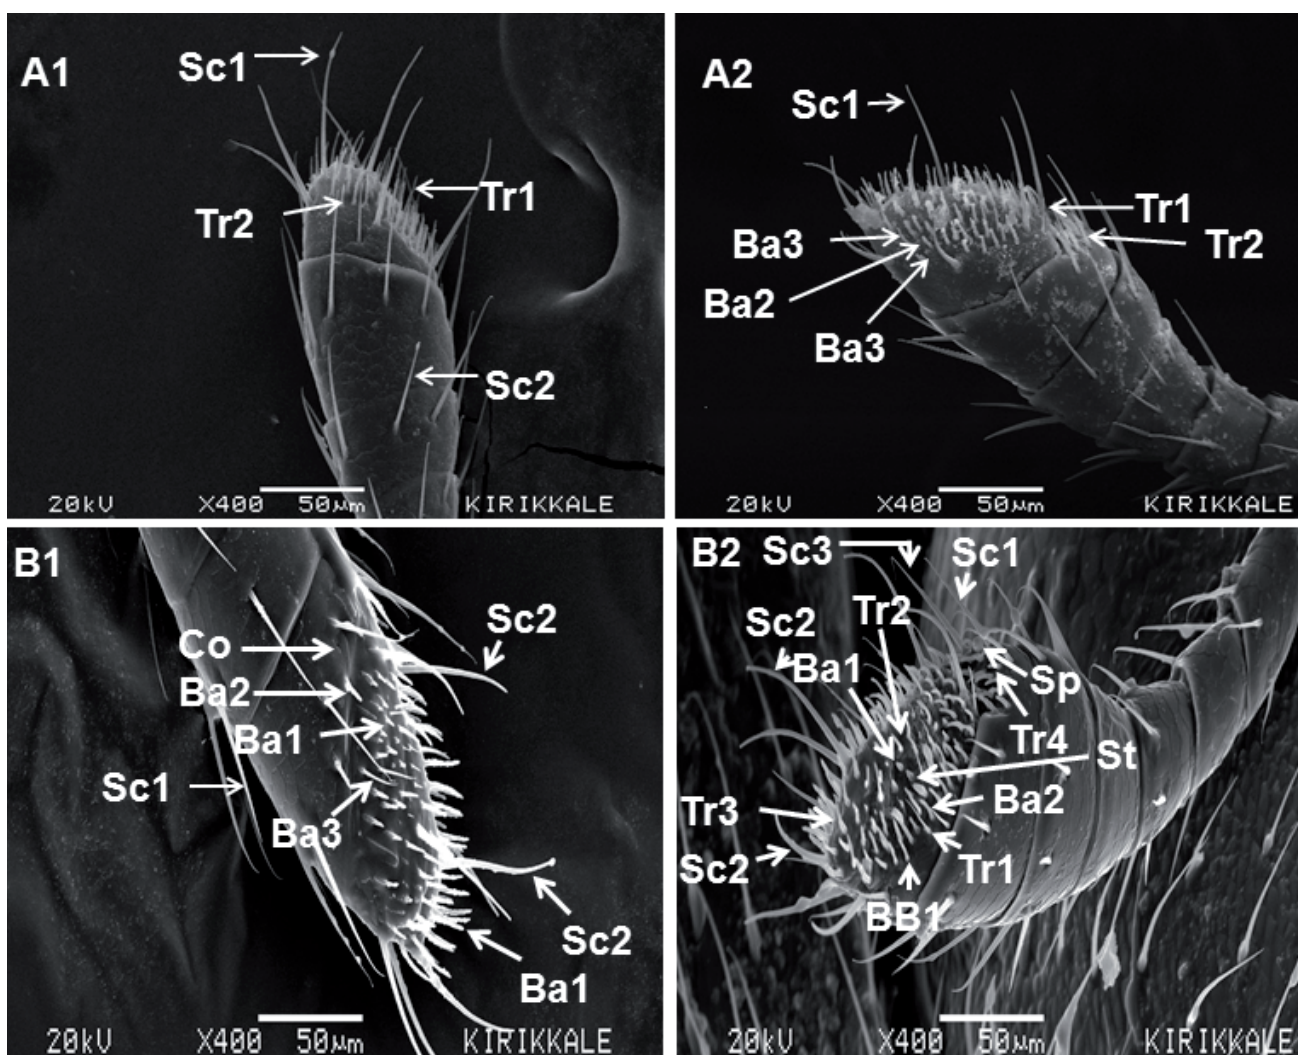 A1
Sc1
Tr1
Tr2
Sc2
20kV X400 50μm KIRIKKALE
A2
Sc1
Tr1
Ba3
Tr2
Ba2
Ba3
20kV X400 50μm KIRIKKALE
B1
Sc2
Co
Ba2
Ba1
Sc1
Ba3
Sc2
Ba1
20kV X400 50μm KIRIKKALE
B2
Sc3
Sc1
Tr2
Sc2
Ba1
Sp
Tr4
St
Ba2
Tr3
Tr1
Sc2
BB1
20kV X400 50μm KIRIKKALE